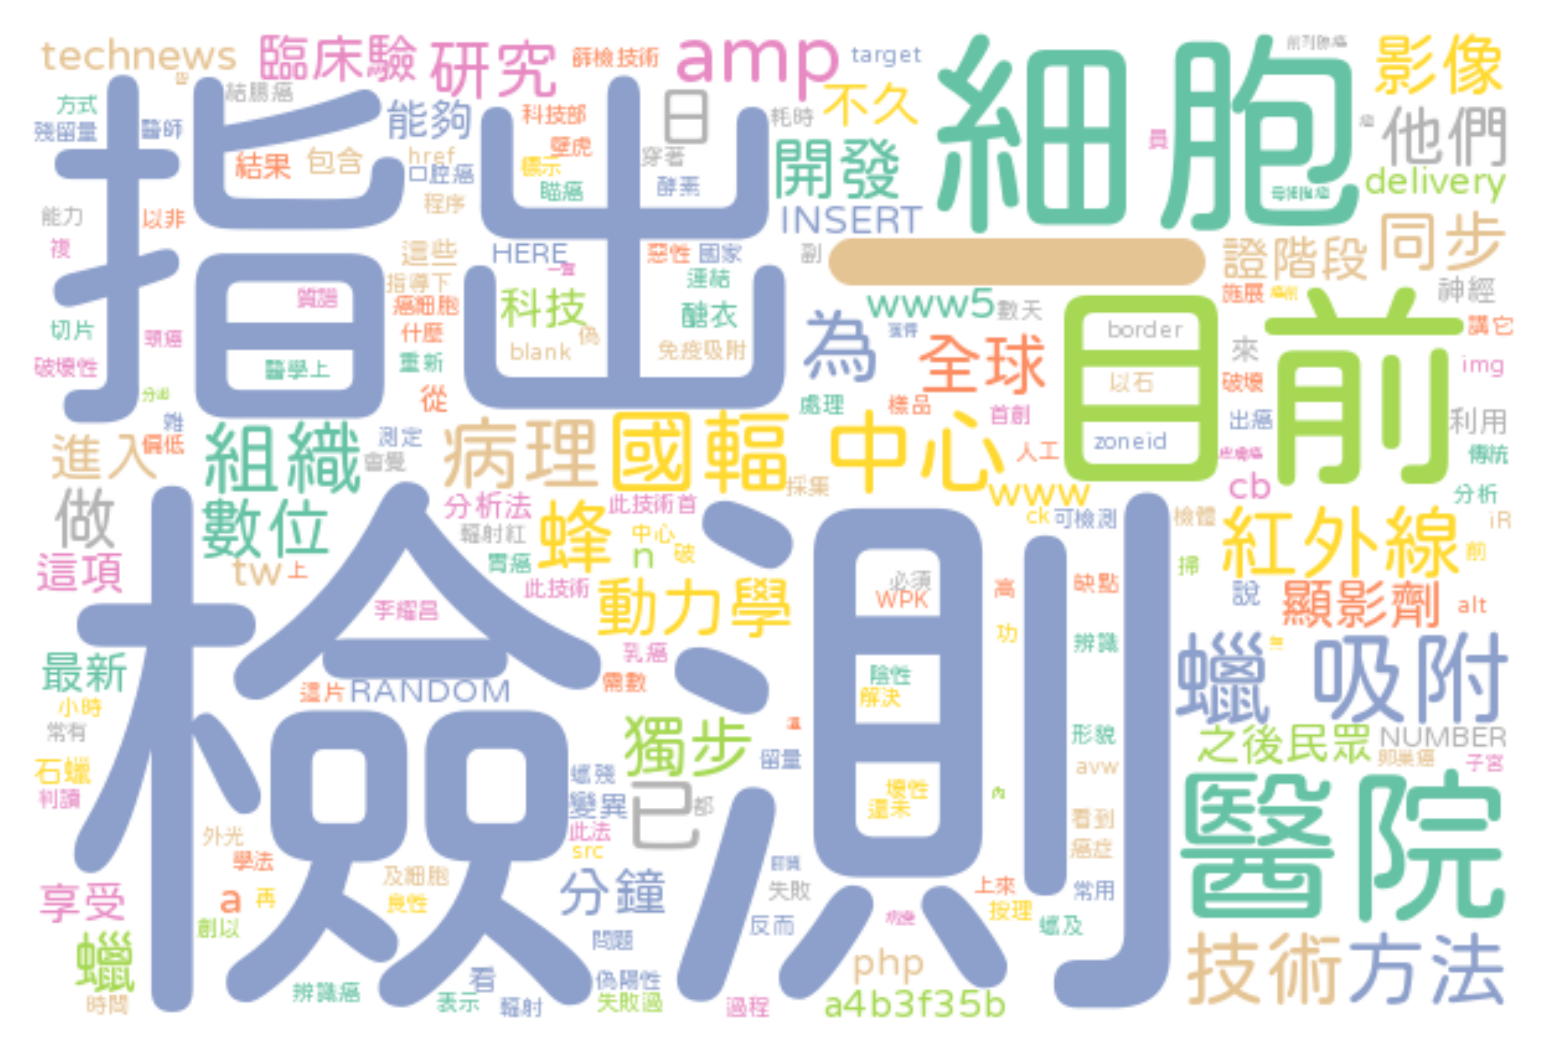 technews
臨床驗
研究
篩檢技術
amp
target
細胞
影像
方式
結腸癌
能夠
科技部
日
耗時
不久
他們
殘留量
醫師
指出
結果
包含
href
口腔癌
壁虎
標示
瞄癌
穿著
酵素
開發
員
delivery
能力
以非
程序
INSERT
複
這些
HERE
惡性
國家
副
一
證階段
同步
指導下
質譜
癌細胞
科技
連結
醣衣
www5
數天
施展
神經
切片
頸癌
什麼
偽
為
目前
border
講它
破壞性
醫學上
重新
blank
免疫吸附
全球
來
img
從
處理
樣品
首創
以石
破壞
進入
偏低
組織
測定
病理
國輻
中心
人工
zoneid
出癌
利用
傳統
會覺
採集
www
cb
分析
做
數位
分析法
此技術首
蜂
ck
可檢測
檢體
紅外線
iR
輻射紅
中心
n
破
前
這項
tw
上
胃癌
此技術
動力學
必須
WPK
高
缺點
掃
說
顯影劑
alt
檢測
李耀昌
功
最新
乳癌
陰性
辨識
蠟
吸附
小時
這片
RANDOM
需數
解決
常有
獨步
留量
形貌
之後民眾
NUMBER
石蠟
蠟殘
avw
卵巢癌
子宮
判讀
變異
已
都
壞性
還未
內
醫院
外光
此法
看到
學法
src
癌症
享受
a
再
及細胞
良性
分鐘
失敗
上來
常用
創以
反而
按理
蠟及
蠟
問題
php
技術
方法
時間
辨識癌
看
表示
輻射
偽陽性
失敗過
過程
a4b3f35b